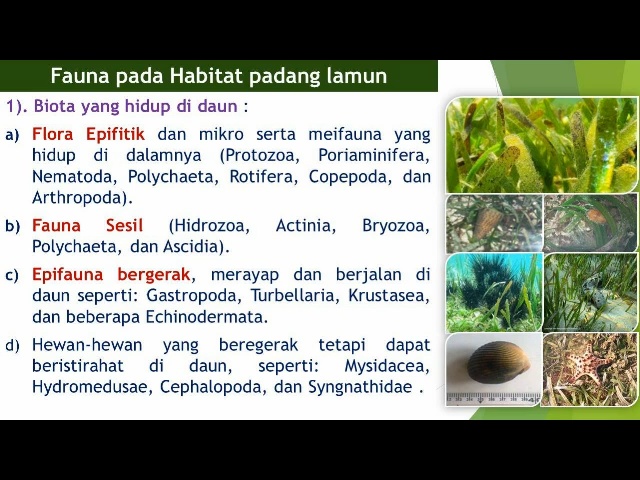 Fauna pada Habitat padang lamun
1). Biota yang hidup di daun :
a) Flora Epifitik dan mikro serta meifauna yang
hidup di dalamnya (Protozoa, Poriaminifera,
Nematoda, Polychaeta, Rotifera, Copepoda, dan
Arthropoda).
b) Fauna Sesil (Hidrozoa, Actinia, Bryozoa,
Polychaeta, dan Ascidia).
c) Epifauna bergerak, merayap dan berjalan di
daun seperti: Gastropoda, Turbellaria, Krustasea,
dan beberapa Echinodermata.
d) Hewan-hewan yang beregerak tetapi dapat
beristirahat di daun, seperti: Mysidacea,
Hydromedusae, Cephalopoda, dan Syngnathidae .